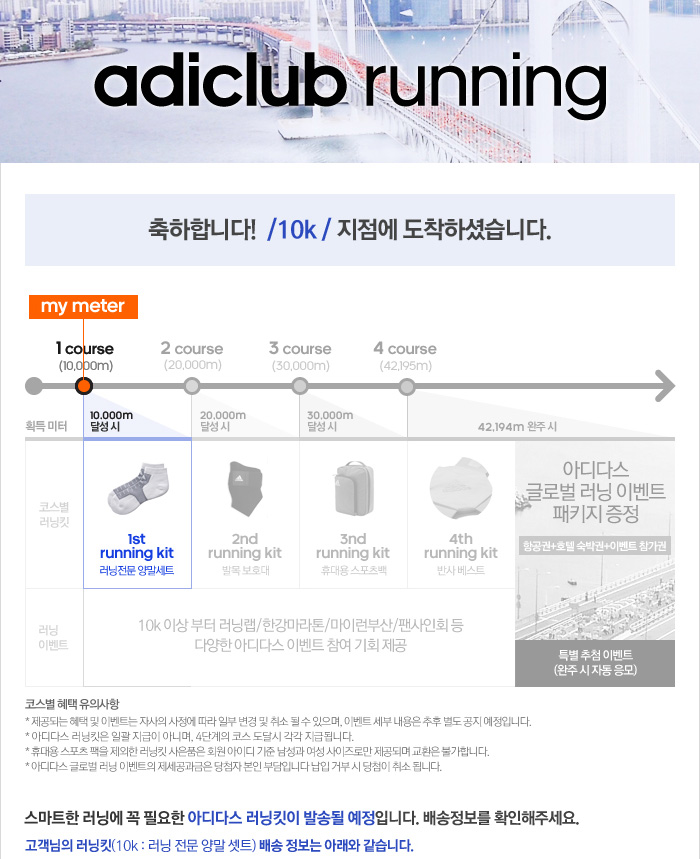 adiclub running
축하합니다! /10k / 지점에 도착하셨습니다.
my meter
1 course
(10,000m)
2 course
(20,000m)
3 course
(30,000m)
4 course
(42,195m)
획득 미터
10.000m
달성 시
20.000m
달성 시
30.000m
달성 시
42,194m 완주 시
코스별
러닝킷
1st
running kit
러닝전문 양말세트
2nd
running kit
발목 보호대
3nd
running kit
휴대용 스포츠백
4th
running kit
반사 베스트
아디다스
글로벌 러닝 이벤트
패키지 증정
항공권+호텔 숙박권+이벤트 참가권
특별 추첨 이벤트
(완주 시 자동 응모)
러닝
이벤트
10k 이상 부터 러닝랩/한강마라톤/마이런부산/팬사인회 등
다양한 아디다스 이벤트 참여 기회 제공
코스별 혜택 유의사항
* 제공되는 혜택 및 이벤트는 자사의 사정에 따라 일부 변경 및 취소 될 수 있으며, 이벤트 세부 내용은 추후 별도 공지 예정입니다.
* 아디다스 러닝킷은 일괄 지급이 아니며, 4단계의 코스 도달시 각각 지급됩니다.
* 휴대용 스포츠 팩을 제외한 러닝킷 사은품은 회원 아이디 기준 남성과 여성 사이즈로만 제공되며 교환은 불가합니다.
* 아디다스 글로벌 러닝 이벤트의 제세공과금은 당첨자 본인 부담입니다 납입 거부 시 당첨이 취소 됩니다.
스마트한 러닝에 꼭 필요한 아디다스 러닝킷이 발송될 예정입니다. 배송정보를 확인해주세요.
고객님의 러닝킷(10k : 러닝 전문 양말 셋트) 배송 정보는 아래와 같습니다.